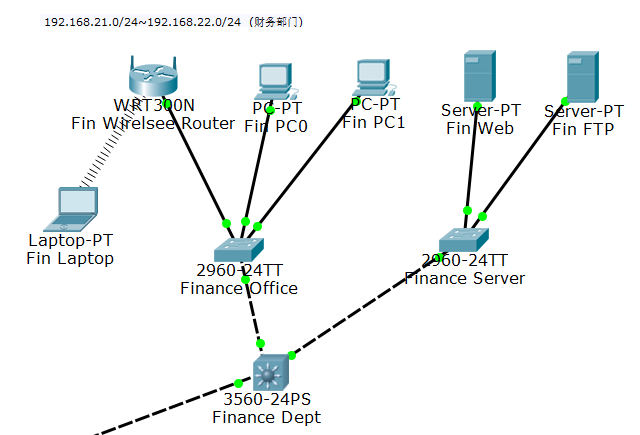 192.168.21.0/24~192.168.22.0/24（财务部门）
WRT300N
Fin Wirelsee Router
PC-PT
Fin PC0
PC-PT
Fin PC1
Server-PT
Fin Web
Server-PT
Fin FTP
Laptop-PT
Fin Laptop
2960-24TT
Finance Office
2960-24TT
Finance Server
3560-24PS
Finance Dept